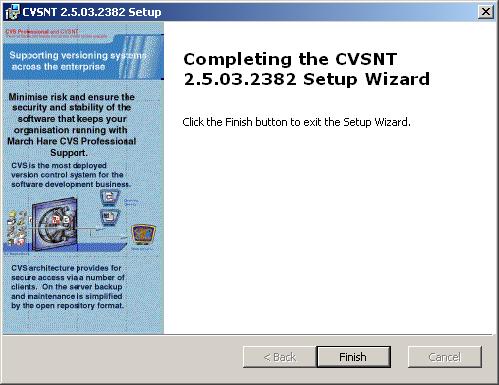 CVSNT 2.5.03.2382 Setup
CVS Professional and CVSNT
Supporting versioning systems
across the enterprise
Minimise risk and ensure the
security and stability of the
software that keeps your
organisation running with
March Hare CVS Professional
Support.
CVS is the most deployed
version control system for the
software development business.
CVS architecture provides for
secure access via a number of
clients. On the server backup
and maintenance is simplified
by the open repository format.
Completing the CVSNT
2.5.03.2382 Setup Wizard
Click the Finish button to exit the Setup Wizard.
< Back
Finish
Cancel